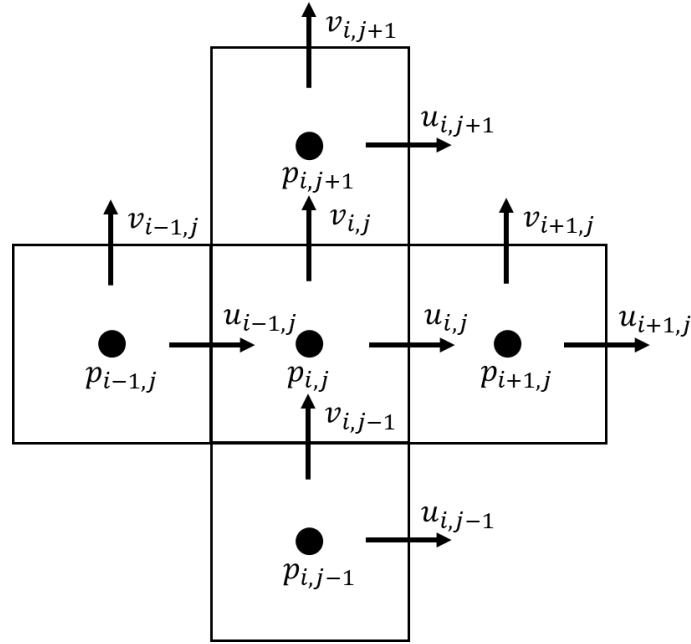 v_{i,j+1}
u_{i,j+1}
p_{i,j+1}
v_{i-1,j} v_{i,j} v_{i+1,j}
u_{i-1,j} u_{i,j} u_{i+1,j}
p_{i-1,j} p_{i,j} p_{i+1,j}
v_{i,j-1}
u_{i,j-1}
p_{i,j-1}